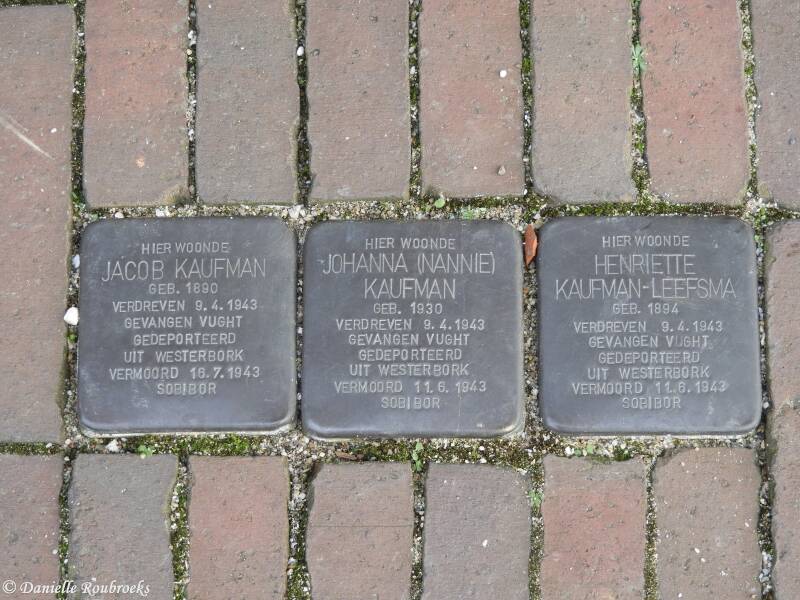 HIER WOONDE
JACOB KAUFMAN
GEB. 1890
VERDREVEN 9.4.1943
GEVANGEN VUGHT
GEDEPORTEERD
UIT WESTERBORK
VERMOORD 16.7.1943
SOBIBOR
HIER WOONDE
JOHANNA (NANNIE)
KAUFMAN
GEB. 1930
VERDREVEN 9.4.1943
GEVANGEN VUGHT
GEDEPORTEERD
UIT WESTERBORK
VERMOORD 11.6.1943
SOBIBOR
HIER WOONDE
HENRIETTE
KAUFMAN-LEEFSMA
GEB. 1894
VERDREVEN 9.4.1943
GEVANGEN VUGHT
GEDEPORTEERD
UIT WESTERBORK
VERMOORD 11.6.1943
SOBIBOR
© Danielle Roubroeks